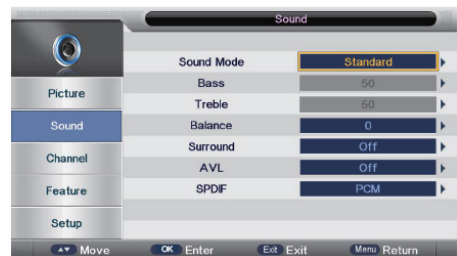 Sound
Picture
Sound
Channel
Feature
Setup
Sound Mode Standard
Bass 50
Treble 50
Balance 0
Surround Off
AVL Off
SPDIF PCM
Move OK Enter Exit Exit Menu Return